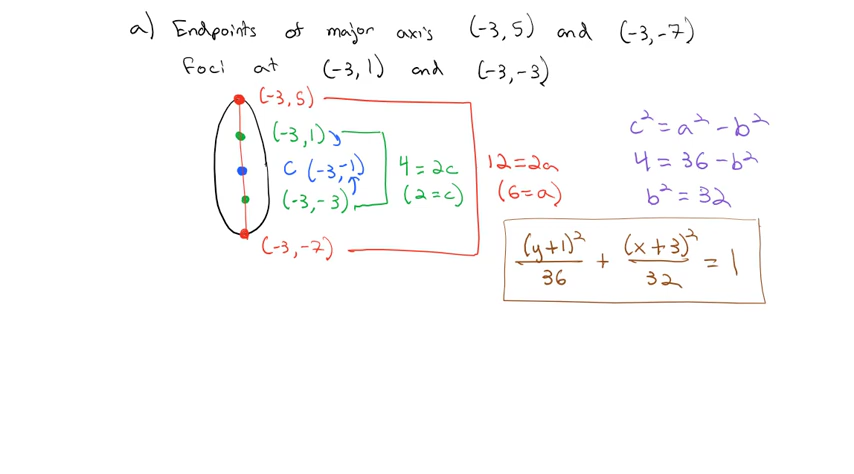 a) Endpoints of major axis (-3, 5) and (-3, -7)
Foci at (-3, 1) and (-3, -3)
(-3, 5)
(-3, 1)
C (-3, -1)
(-3, -3)
(-3, -7)
4 = 2c
(2 = c)
12 = 2a
(6 = a)
c² = a² - b²
4 = 36 - b²
b² = 32
(y+1)²/36 + (x+3)²/32 = 1